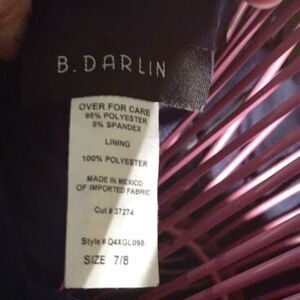 B. DARLIN
OVER FOR CARE
95% POLYESTER
5% SPANDEX
LINING
100% POLYESTER
MADE IN MEXICO
OF IMPORTED FABRIC
Cut # 37274
Style # Q4XGL098
SIZE 7/8